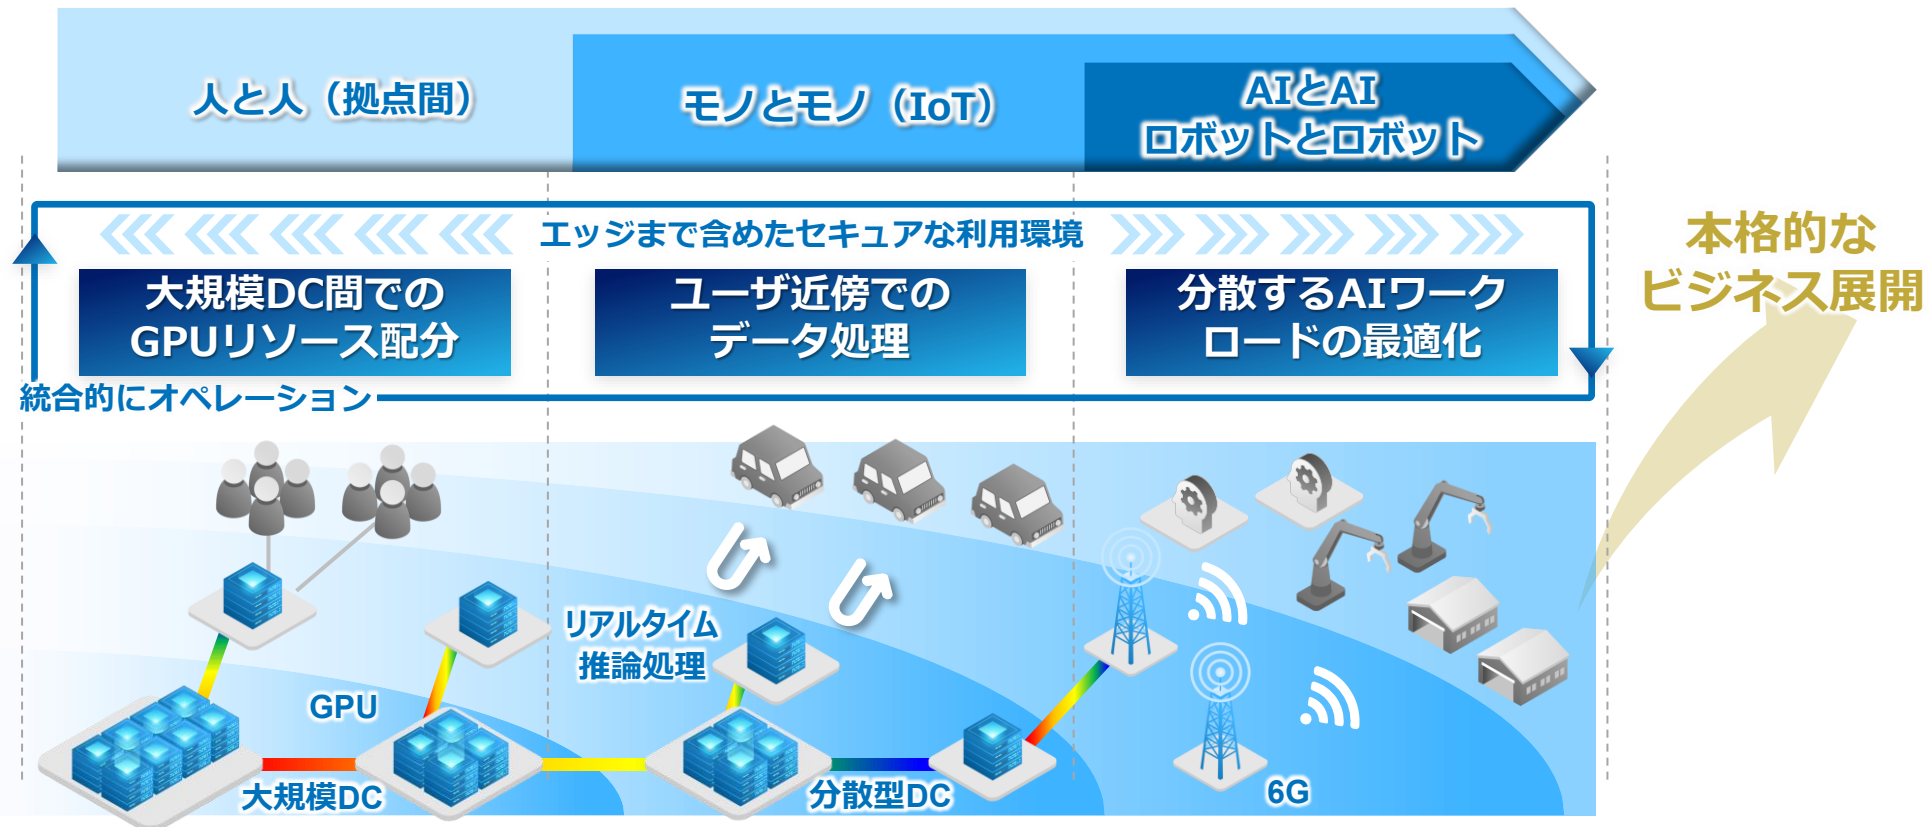 人と人（拠点間）
モノとモノ（IoT）
AIとAI
ロボットとロボット
エッジまで含めたセキュアな利用環境
大規模DC間での
GPUリソース配分
ユーザ近傍での
データ処理
分散するAIワーク
ロードの最適化
統合的にオペレーション
本格的な
ビジネス展開
リアルタイム
推論処理
GPU
大規模DC
分散型DC
6G